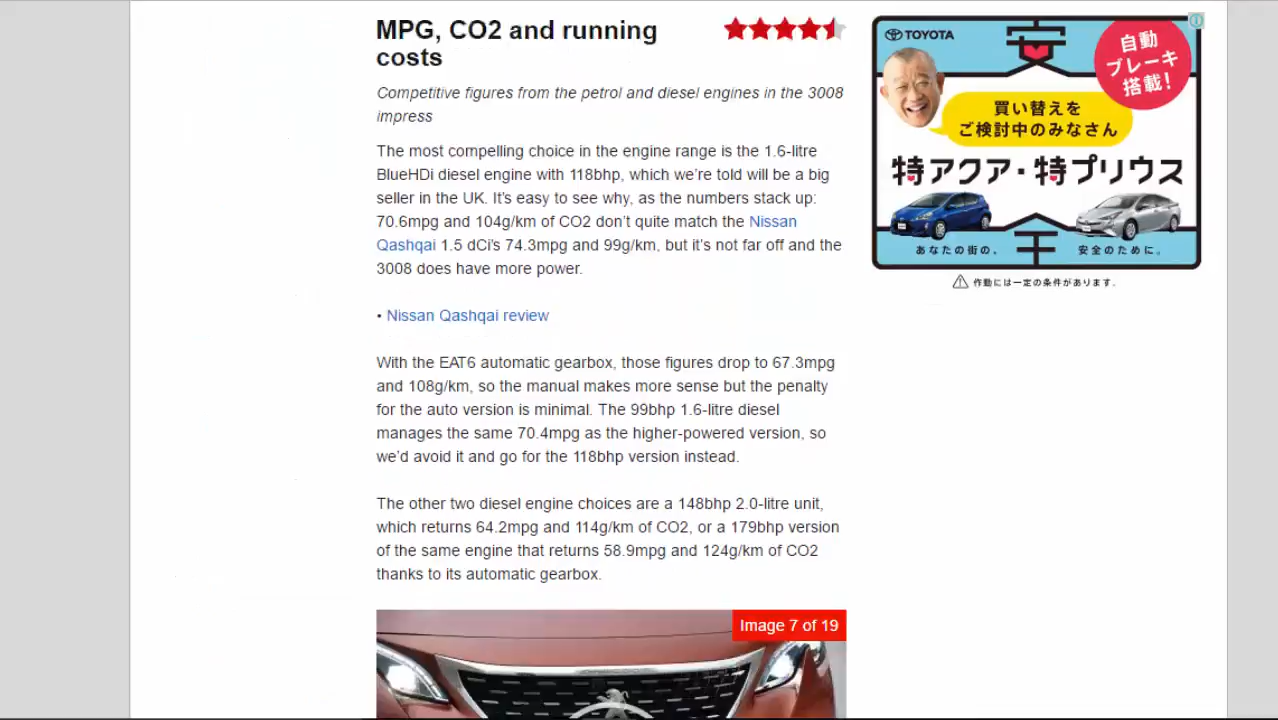 MPG, CO2 and running
costs
Competitive figures from the petrol and diesel engines in the 3008
impress
The most compelling choice in the engine range is the 1.6-litre
BlueHDi diesel engine with 118bhp, which we’re told will be a big
seller in the UK. It’s easy to see why, as the numbers stack up:
70.6mpg and 104g/km of CO2 don’t quite match the Nissan
Qashqai 1.5 dCi’s 74.3mpg and 99g/km, but it’s not far off and the
3008 does have more power.
• Nissan Qashqai review
With the EAT6 automatic gearbox, those figures drop to 67.3mpg
and 108g/km, so the manual makes more sense but the penalty
for the auto version is minimal. The 99bhp 1.6-litre diesel
manages the same 70.4mpg as the higher-powered version, so
we’d avoid it and go for the 118bhp version instead.
The other two diesel engine choices are a 148bhp 2.0-litre unit,
which returns 64.2mpg and 114g/km of CO2, or a 179bhp version
of the same engine that returns 58.9mpg and 124g/km of CO2
thanks to its automatic gearbox.
Image 7 of 19
TOYOTA
安
自動
ブレーキ
搭載!
買い替えを
ご検討中のみなさん
特アクア・特プリウス
あなたの街の、
全
安全のために。
作動には一定の条件があります.